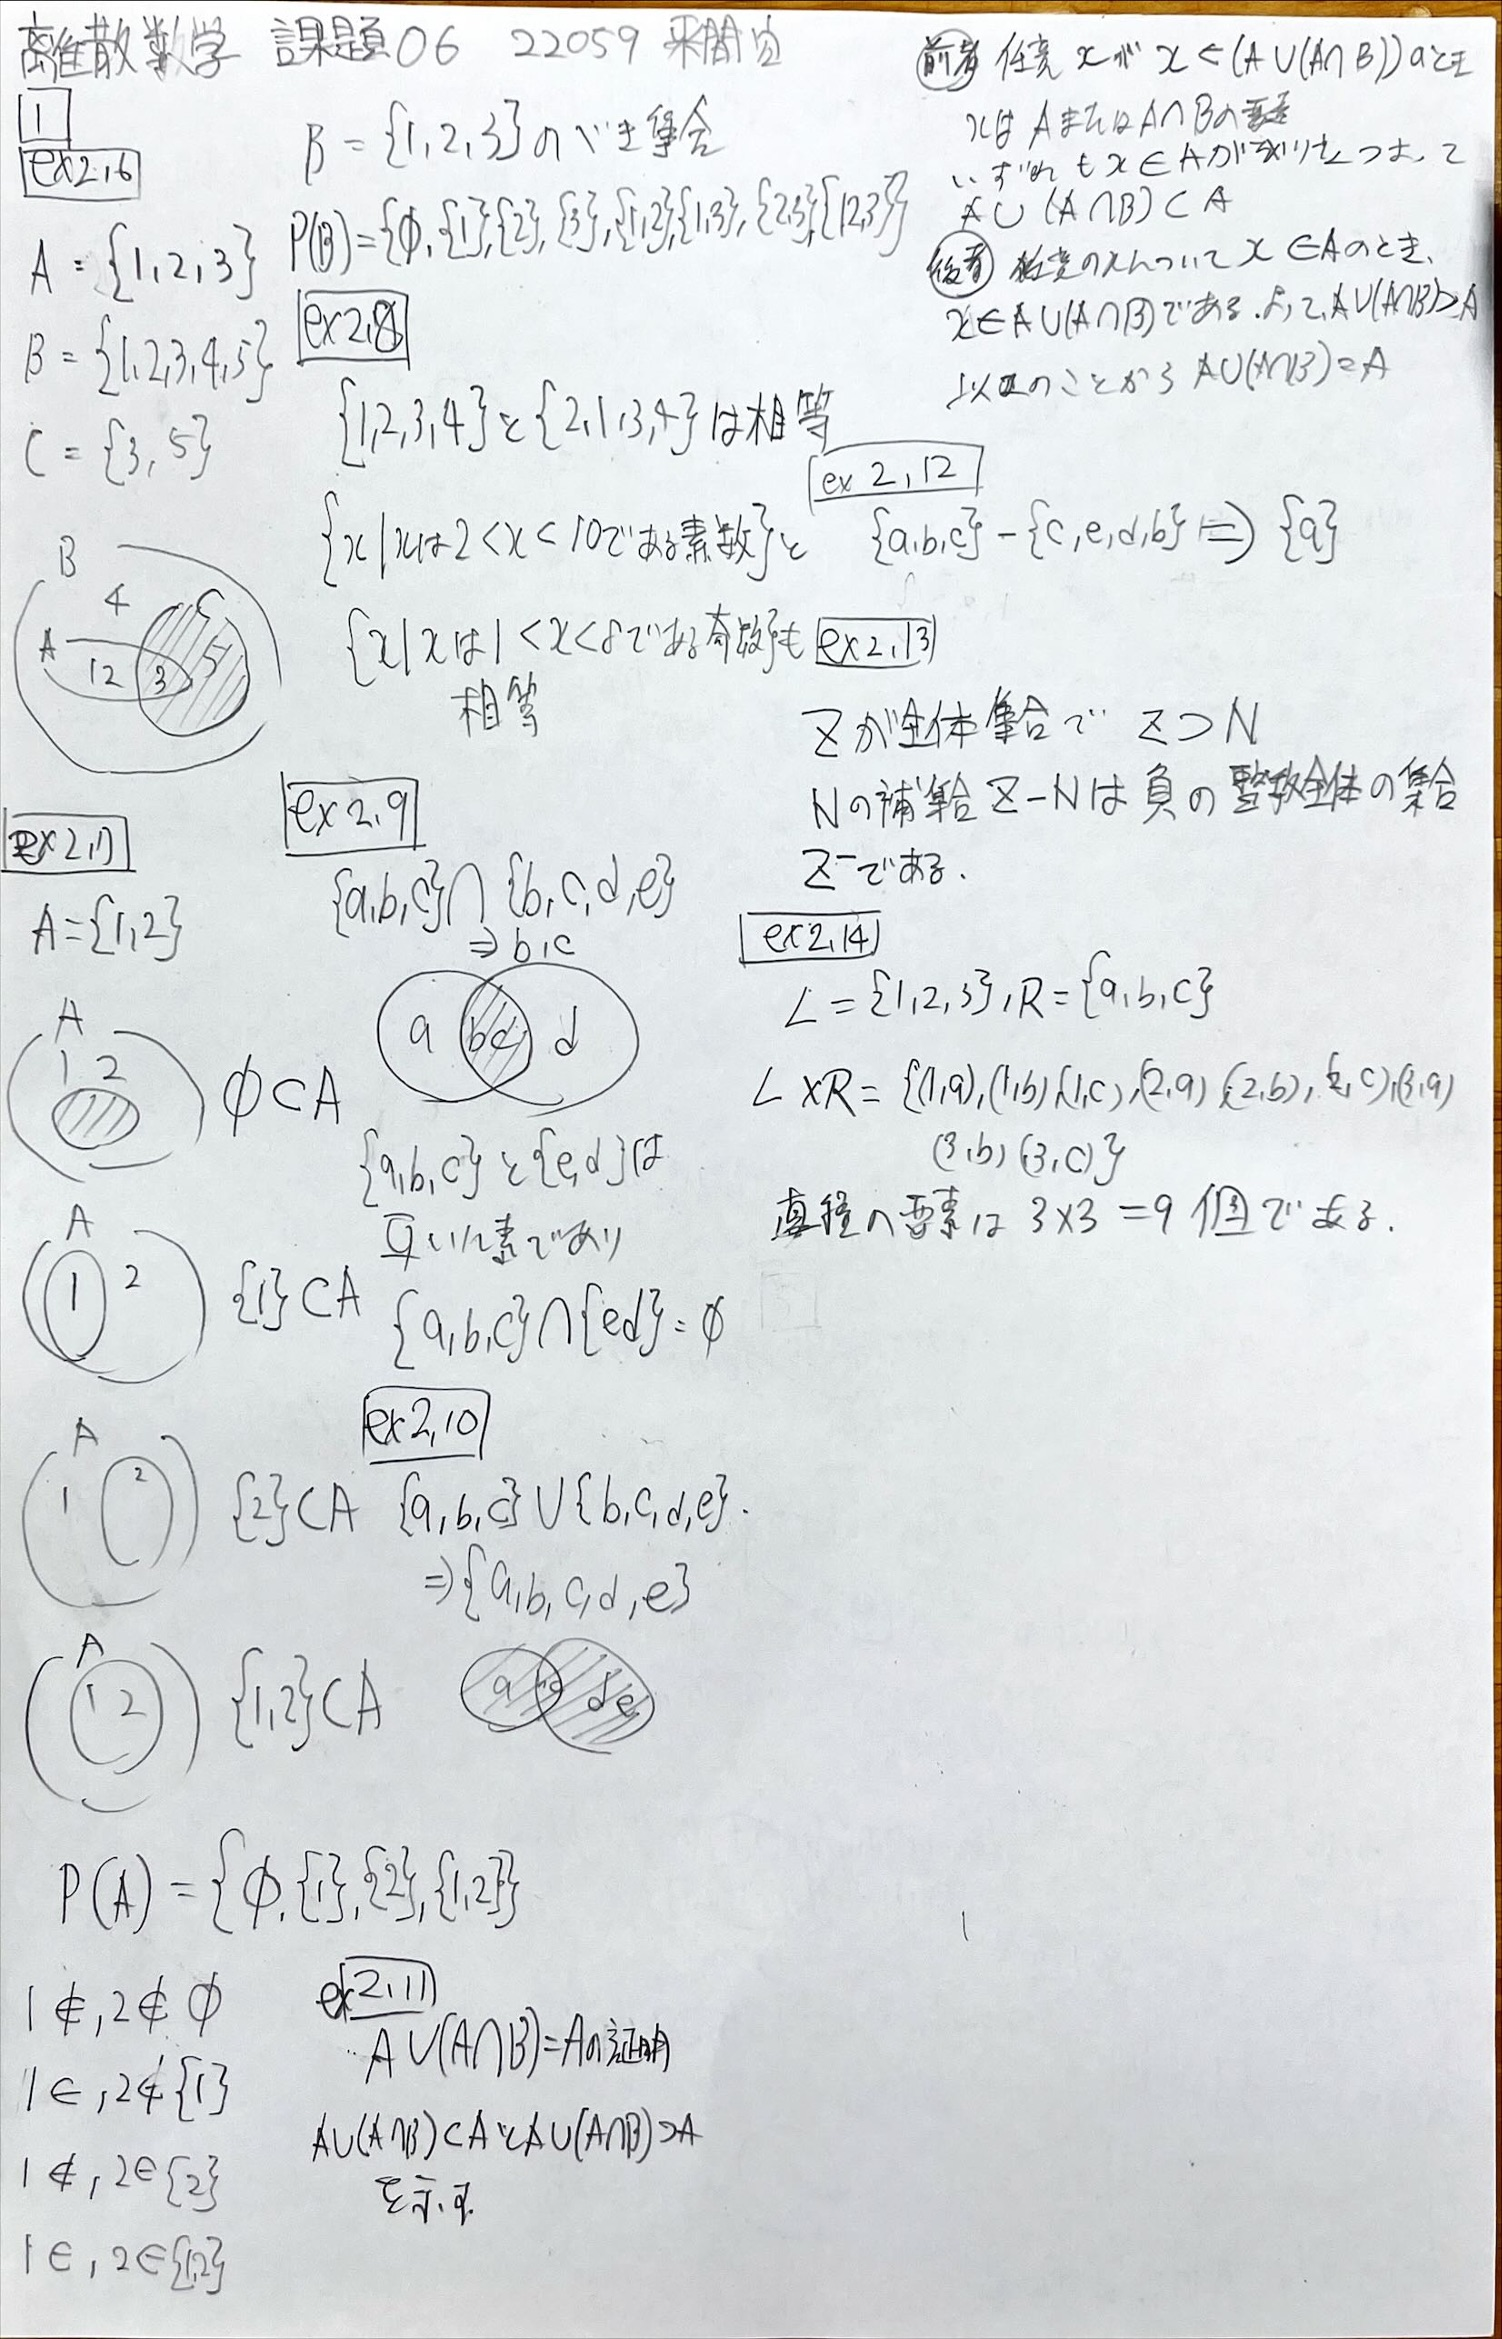 離散数学 課題06 22059 来間空
1
ex2,6
A = {1,2,3}
B = {1,2,3,4,5}
C = {3,5}
B
4
C
A
12
3
5
ex2,7
A={1,2}
A
1 2
φ⊂A
A
1 2
{1}⊂A
A
1 2
{2}⊂A
A
1 2
{1,2}⊂A
P(A) = {φ,{1},{2},{1,2}}
1∉,2∉φ
1∈,2∉{1}
1∉,2∈{2}
1∈,2∈{1,2}
B = {1,2,3}のべき集合
P(B)={φ,{1},{2},{3},{1,2}{1,3},{2,3},{1,2,3}}
ex2,8
{1,2,3,4}と{2,1,3,4}は相等
{x|xは2<x<10である素数}と
{x|xは1<x<8である奇数}も
相等
ex2,9
{a,b,c}∩{b,c,d,e}
⇒b,c
a
bc
d
{a,b,c}と{e,d}は
互いに素であり
{a,b,c}∩{ed}=φ
ex2,10
{a,b,c}∪{b,c,d,e}.
⇒{a,b,c,d,e}
a
de
ex2,11
A∪(A∩B)=Aの証明
A∪(A∩B)⊂AとA∪(A∩B)⊃A
を示す.
前者 任意xがx∈(A∪(A∩B))のとき
xはAまたはA∩Bの要素
いずれもx∈Aが成り立つよって
A∪(A∩B)⊂A
後者 任意のxについてx∈Aのとき、
x∈A∪(A∩B)である.よって,A∪(A∩B)⊃A
以上のことからA∪(A∩B)=A
ex2,12
{a,b,c}-{c,e,d,b}⇒{a}
ex2,13
Zが全体集合で Z⊃N
Nの補集合Z-Nは負の整数全体の集合
Z⁻である.
ex2,14
L={1,2,3},R={a,b,c}
L×R={(1,a),(1,b),(1,c),(2,a),(2,b),(2,c),(3,a)
(3,b)(3,c)}
直積の要素は3×3=9個である.